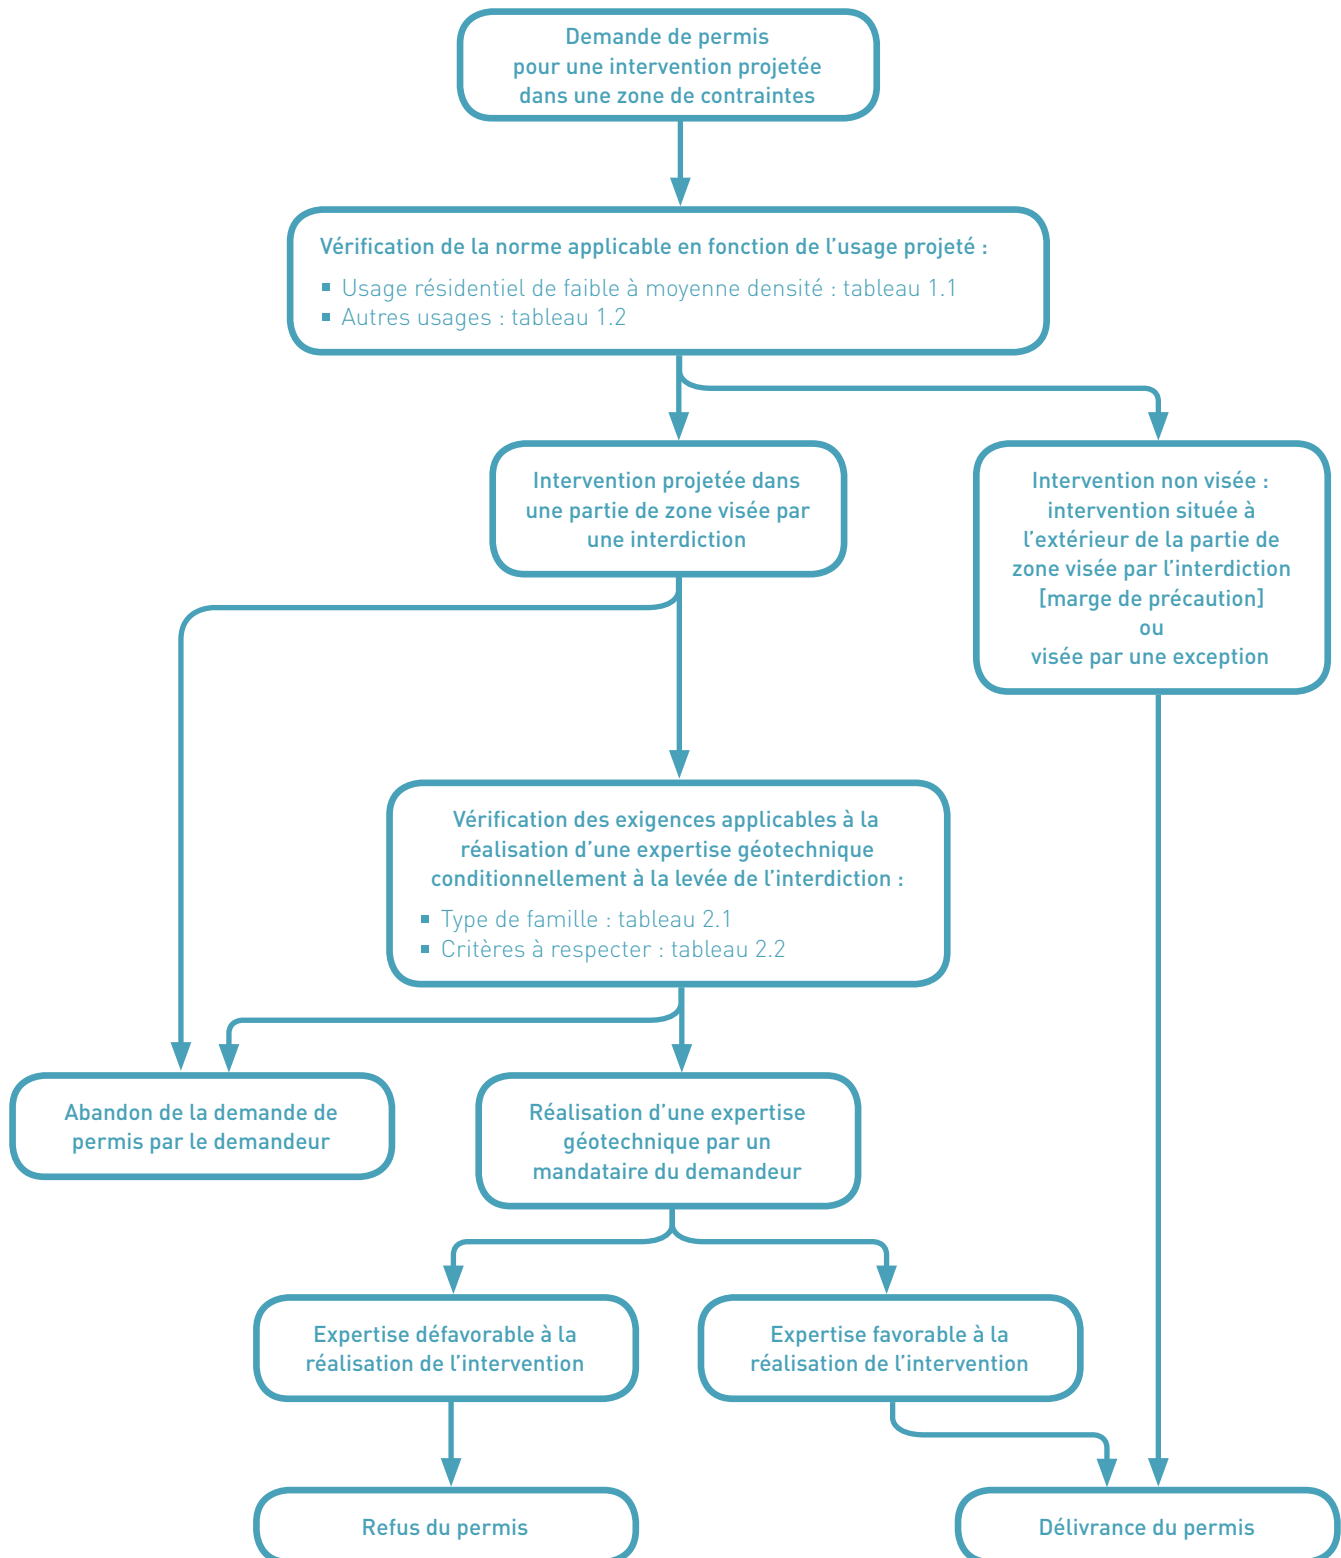 Demande de permis
pour une intervention projetée
dans une zone de contraintes
Vérification de la norme applicable en fonction de l'usage projeté :
▪ Usage résidentiel de faible à moyenne densité : tableau 1.1
▪ Autres usages : tableau 1.2
Intervention projetée dans
une partie de zone visée par
une interdiction
Intervention non visée :
intervention située à
l'extérieur de la partie de
zone visée par l'interdiction
[marge de précaution]
ou
visée par une exception
Vérification des exigences applicables à la
réalisation d'une expertise géotechnique
conditionnellement à la levée de l'interdiction :
▪ Type de famille : tableau 2.1
▪ Critères à respecter : tableau 2.2
Abandon de la demande de
permis par le demandeur
Réalisation d'une expertise
géotechnique par un
mandataire du demandeur
Expertise défavorable à la
réalisation de l'intervention
Expertise favorable à la
réalisation de l'intervention
Refus du permis
Délivrance du permis